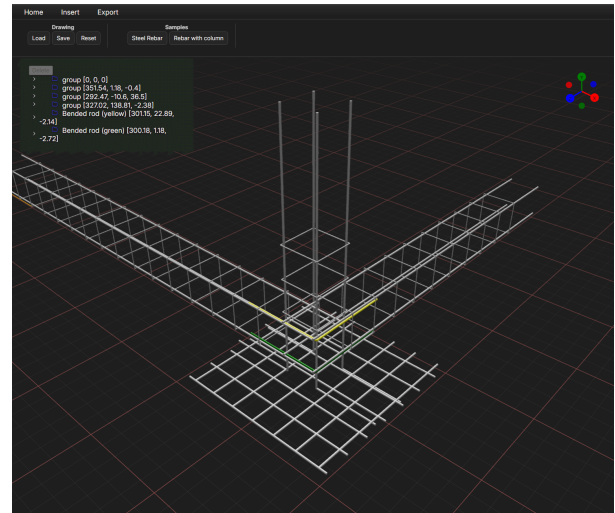 Home Insert Export
Drawing Samples
Load Save Reset Steel Rebar Rebar with column
group [0, 0, 0]
group [351.54, 1.18, -0.4]
group [292.47, -10.6, 36.5]
group [327.02, 138.81, -2.38]
Bended rod (yellow) [301.15, 22.89,
-2.14]
Bended rod (green) [300.18, 1.18,
-2.72]